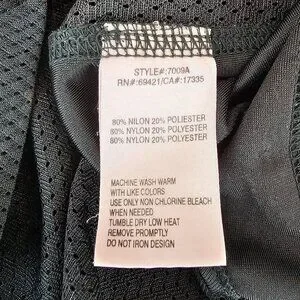 STYLE#:7009A
RN#:69421/CA#:17335
80% NILON 20% POLIESTER
80% NYLON 20% POLYESTER
80% NYLON 20% POLYESTER
MACHINE WASH WARM
WITH LIKE COLORS
USE ONLY NON CHLORINE BLEACH
WHEN NEEDED
TUMBLE DRY LOW HEAT
REMOVE PROMPTLY
DO NOT IRON DESIGN